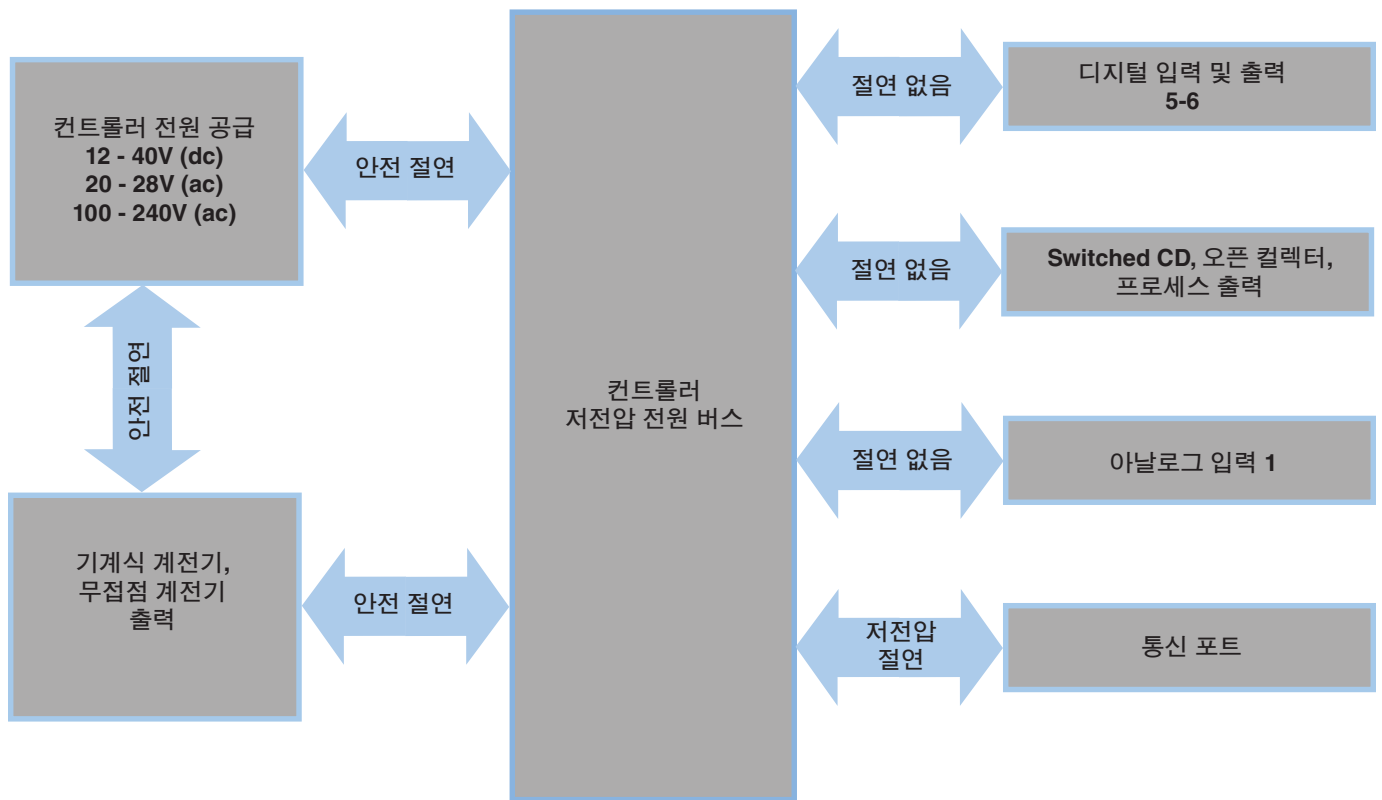 컨트롤러 전원 공급
12 - 40V (dc)
20 - 28V (ac)
100 - 240V (ac)
안전 절연
안전 절연
기계식 계전기,
무접점 계전기
출력
안전 절연
컨트롤러
저전압 전원 버스
절연 없음
디지털 입력 및 출력
5-6
절연 없음
Switched CD, 오픈 컬렉터,
프로세스 출력
절연 없음
아날로그 입력 1
저전압
절연
통신 포트